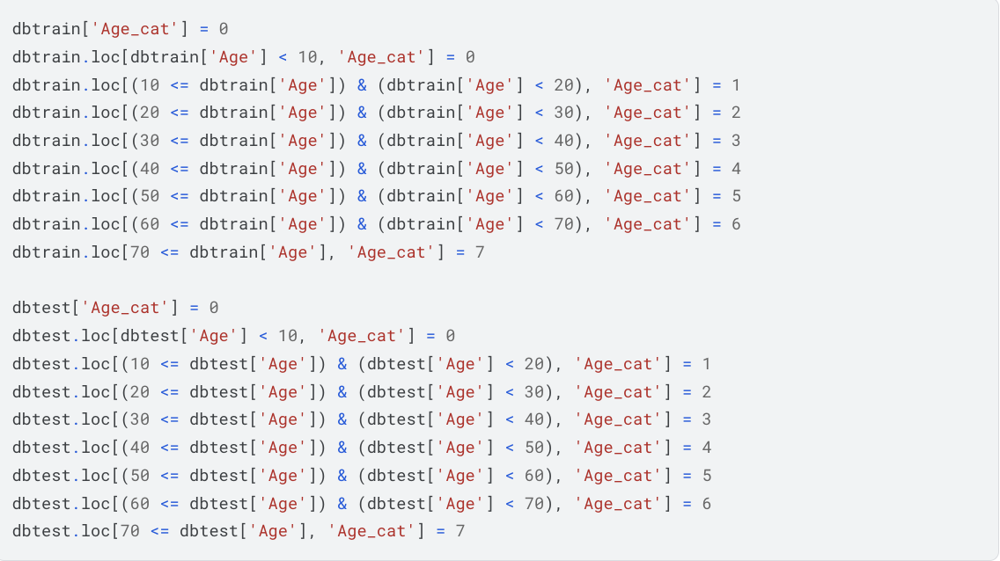 dbtrain['Age_cat'] = 0
dbtrain.loc[dbtrain['Age'] < 10, 'Age_cat'] = 0
dbtrain.loc[(10 <= dbtrain['Age']) & (dbtrain['Age'] < 20), 'Age_cat'] = 1
dbtrain.loc[(20 <= dbtrain['Age']) & (dbtrain['Age'] < 30), 'Age_cat'] = 2
dbtrain.loc[(30 <= dbtrain['Age']) & (dbtrain['Age'] < 40), 'Age_cat'] = 3
dbtrain.loc[(40 <= dbtrain['Age']) & (dbtrain['Age'] < 50), 'Age_cat'] = 4
dbtrain.loc[(50 <= dbtrain['Age']) & (dbtrain['Age'] < 60), 'Age_cat'] = 5
dbtrain.loc[(60 <= dbtrain['Age']) & (dbtrain['Age'] < 70), 'Age_cat'] = 6
dbtrain.loc[70 <= dbtrain['Age'], 'Age_cat'] = 7

dbtest['Age_cat'] = 0
dbtest.loc[dbtest['Age'] < 10, 'Age_cat'] = 0
dbtest.loc[(10 <= dbtest['Age']) & (dbtest['Age'] < 20), 'Age_cat'] = 1
dbtest.loc[(20 <= dbtest['Age']) & (dbtest['Age'] < 30), 'Age_cat'] = 2
dbtest.loc[(30 <= dbtest['Age']) & (dbtest['Age'] < 40), 'Age_cat'] = 3
dbtest.loc[(40 <= dbtest['Age']) & (dbtest['Age'] < 50), 'Age_cat'] = 4
dbtest.loc[(50 <= dbtest['Age']) & (dbtest['Age'] < 60), 'Age_cat'] = 5
dbtest.loc[(60 <= dbtest['Age']) & (dbtest['Age'] < 70), 'Age_cat'] = 6
dbtest.loc[70 <= dbtest['Age'], 'Age_cat'] = 7